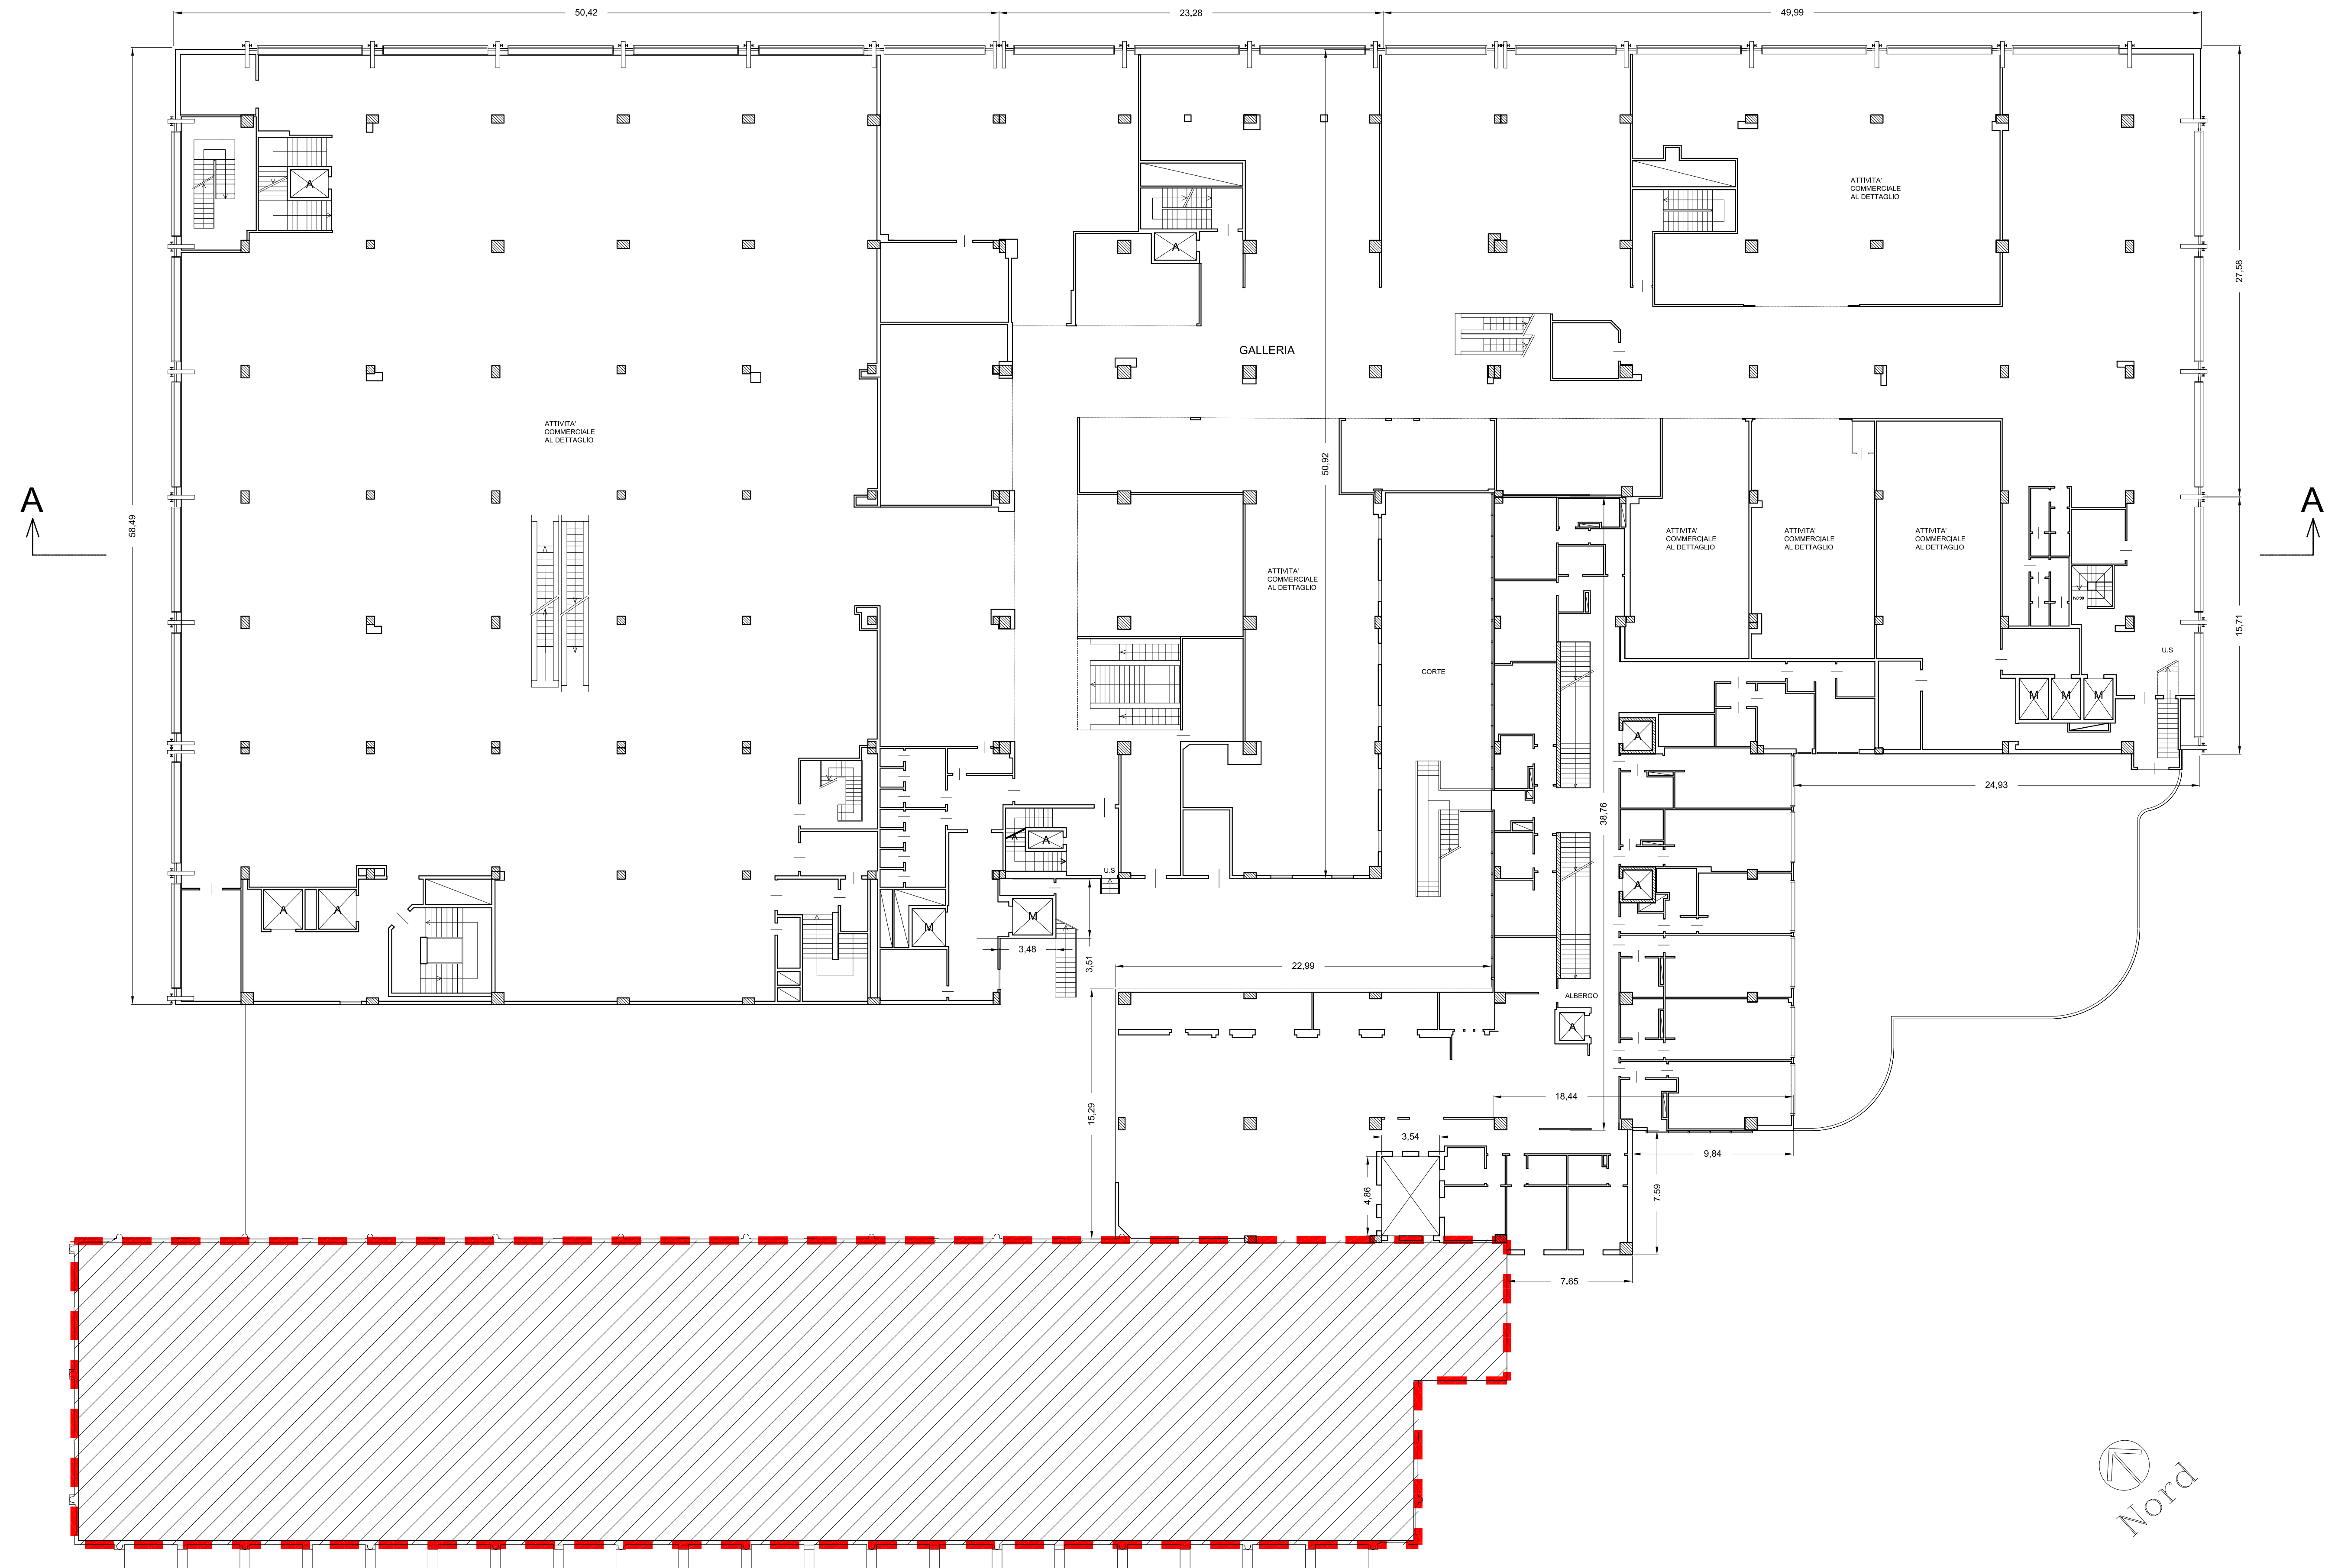 50,42
23,28
49,99
A
ATTIVITA'
COMMERCIALE
AL DETTAGLIO
A
27,58
GALLERIA
ATTIVITA'
COMMERCIALE
AL DETTAGLIO
50,92
A
A
58,49
ATTIVITA'
COMMERCIALE
AL DETTAGLIO
ATTIVITA'
COMMERCIALE
AL DETTAGLIO
ATTIVITA'
COMMERCIALE
AL DETTAGLIO
ATTIVITA'
COMMERCIALE
AL DETTAGLIO
15,71
U.S
CORTE
M
M
M
A
24,93
38,76
A
U.S
A
A
A
M
M
3,48
3,51
22,99
ALBERGO
A
18,44
15,29
3,54
9,84
4,86
7.59
7.65
Nord